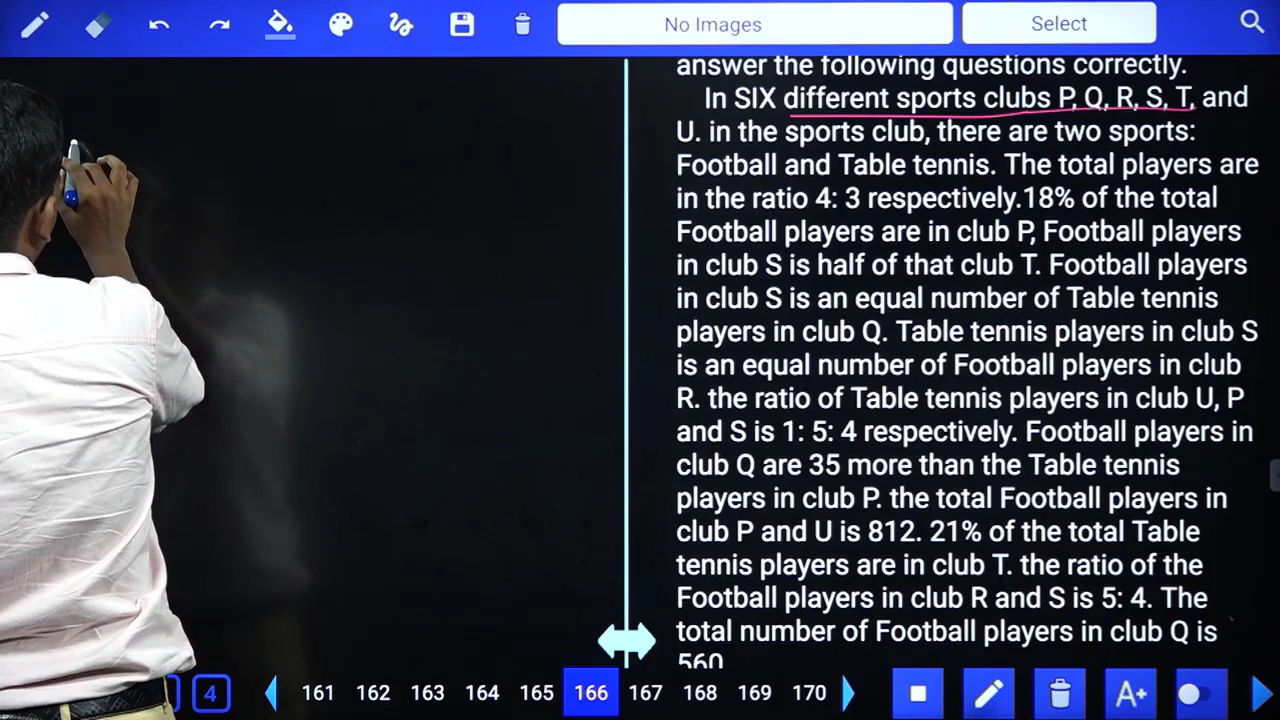 No Images
Select
answer the following questions correctly.
In SIX different sports clubs P, Q, R, S, T, and
U. in the sports club, there are two sports:
Football and Table tennis. The total players are
in the ratio 4: 3 respectively.18% of the total
Football players are in club P, Football players
in club S is half of that club T. Football players
in club S is an equal number of Table tennis
players in club Q. Table tennis players in club S
is an equal number of Football players in club
R. the ratio of Table tennis players in club U, P
and S is 1: 5: 4 respectively. Football players in
club Q are 35 more than the Table tennis
players in club P. the total Football players in
club P and U is 812. 21% of the total Table
tennis players are in club T. the ratio of the
Football players in club R and S is 5: 4. The
total number of Football players in club Q is
560
4
161 162 163 164 165 166 167 168 169 170
A+